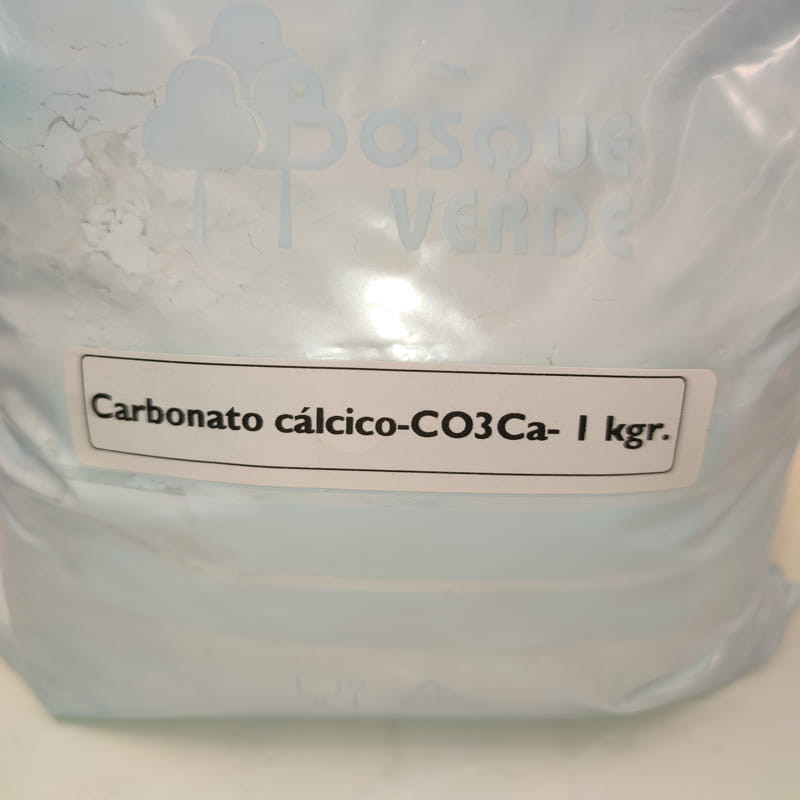 BOSQUE
VERDE
Carbonato cálcico-CO3Ca- 1 kgr.